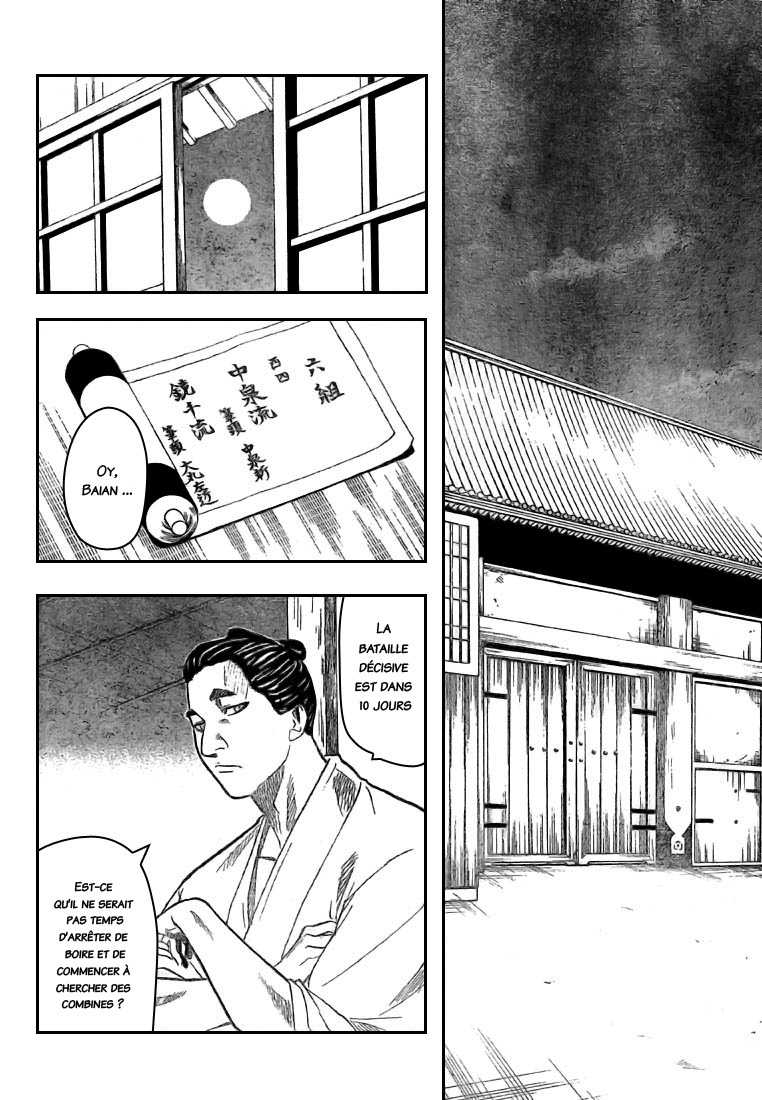 六組
西四
中泉流
筆頭 中泉新
鏡十流
筆頭 大丸左近
Oy,
Baian ...
La
bataille
décisive
est dans
10 jours
Est-ce
qu'il ne serait
pas temps
d'arrêter de
boire et de
commencer à
chercher des
combines ?